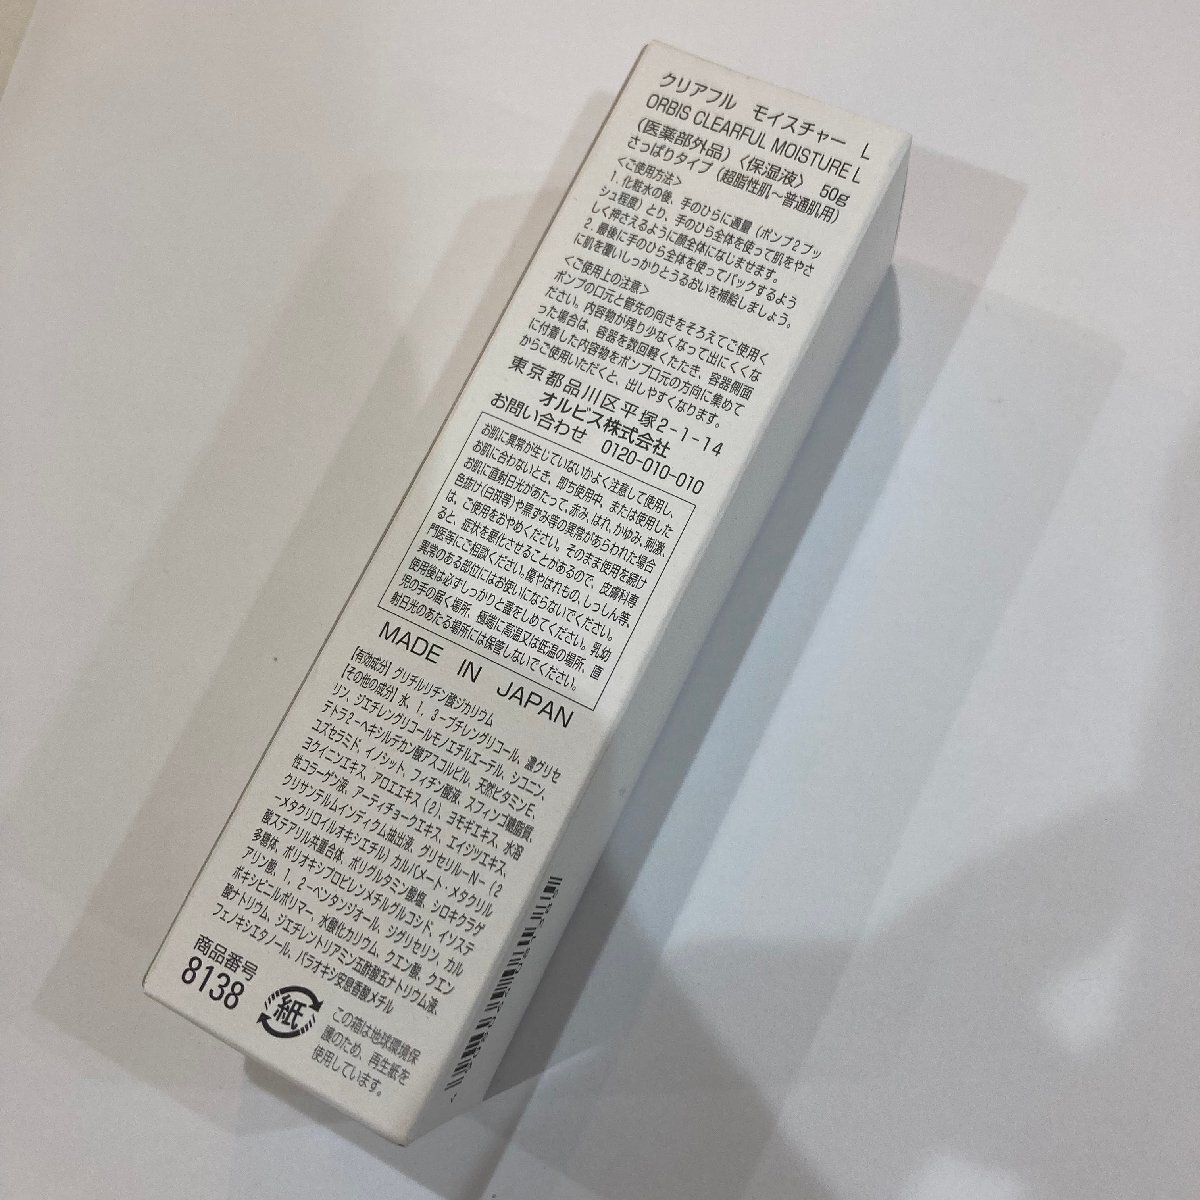 クリアフル モイスチャー L
ORBIS CLEARFUL MOISTURE L
(医薬部外品)〈保湿液〉 50g
さっぱりタイプ(超脂性肌～普通肌用)
＜ご使用方法＞
1. 化粧水の後、手のひらに適量(ポンプ2プッ
シュ程度)とり、手のひら全体を使って肌をやさ
しく押さえるように顔全体になじませます。
2. 最後に手のひら全体を使ってパックするよう
に肌を覆いしっかりとうるおいを補給しましょう。
＜ご使用上の注意＞
ポンプの口元と管先の向きをそろえてご使用く
ださい。内容物が残り少なくなって出にくくな
った場合は、容器を数回軽くたたき、容器側面
に付着した内容物をポンプ口元の方向に集めて
からご使用いただくと、出しやすくなります。
東京都品川区平塚2-1-14
オルビス株式会社
お問い合わせ 0120-010-010
お肌に異常が生じていないかよく注意して使用し、
お肌に合わないとき、即ち使用中、または使用した
お肌に直射日光があたって、赤み、はれ、かゆみ、刺激、
色抜け(白斑等)や黒ずみ等の異常があらわれた場合
は、ご使用をおやめください。そのまま使用を続け
ると、症状を悪化させることがあるので、皮膚科専
門医等にご相談ください。傷やはれもの、しっしん等、
異常のある部位にはお使いにならないでください。
使用後は必ずしっかりと蓋をしめてください。乳幼
児の手の届く場所、極端に高温又は低温の場所、直
射日光のあたる場所には保管しないでください。
MADE IN JAPAN
【有効成分】グリチルリチン酸ジカリウム
【その他の成分】水、1,3-ブチレングリコール、濃グリセ
リン、ジエチレングリコールモノエチルエーテル、シコニン、
テトラ2-ヘキシルデカン酸アスコルビル、天然ビタミンE、
ユズセラミド、イノシット、フィチン酸液、スフィンゴ糖脂質、
ヨクイニンエキス、アロエエキス(2)、ヨモギエキス、水溶
性コラーゲン液、アーティチョークエキス、エイジツエキス、
クリサンテルムインディクム抽出液、グリセリル-N-(2
-メタクリロイルオキシエチル)カルバメート・メタクリル
酸ステアリル共重合体、ポリグルタミン酸塩、シロキクラゲ
多糖体、ポリオキシプロピレンメチルグルコシド、イソステ
アリン酸、1,2-ペンタンジオール、ジグリセリン、カル
ボキシビニルポリマー、水酸化カリウム、クエン酸、クエン
酸ナトリウム、ジエチレントリアミン五酢酸五ナトリウム液、
フェノキシエタノール、パラオキシ安息香酸メチル
商品番号
8138
紙
この箱は地球環境保
護のため、再生紙を
使用しています。